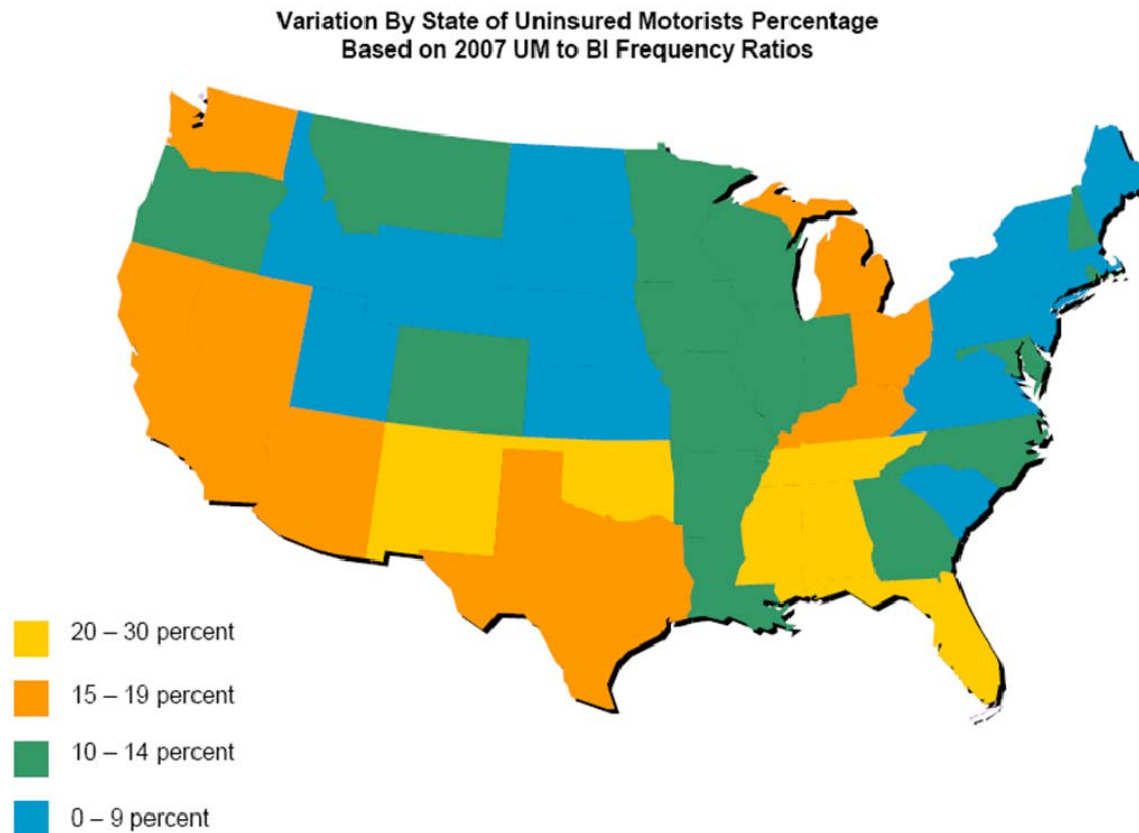 Variation By State of Uninsured Motorists Percentage
Based on 2007 UM to BI Frequency Ratios
20 – 30 percent
15 – 19 percent
10 – 14 percent
0 – 9 percent